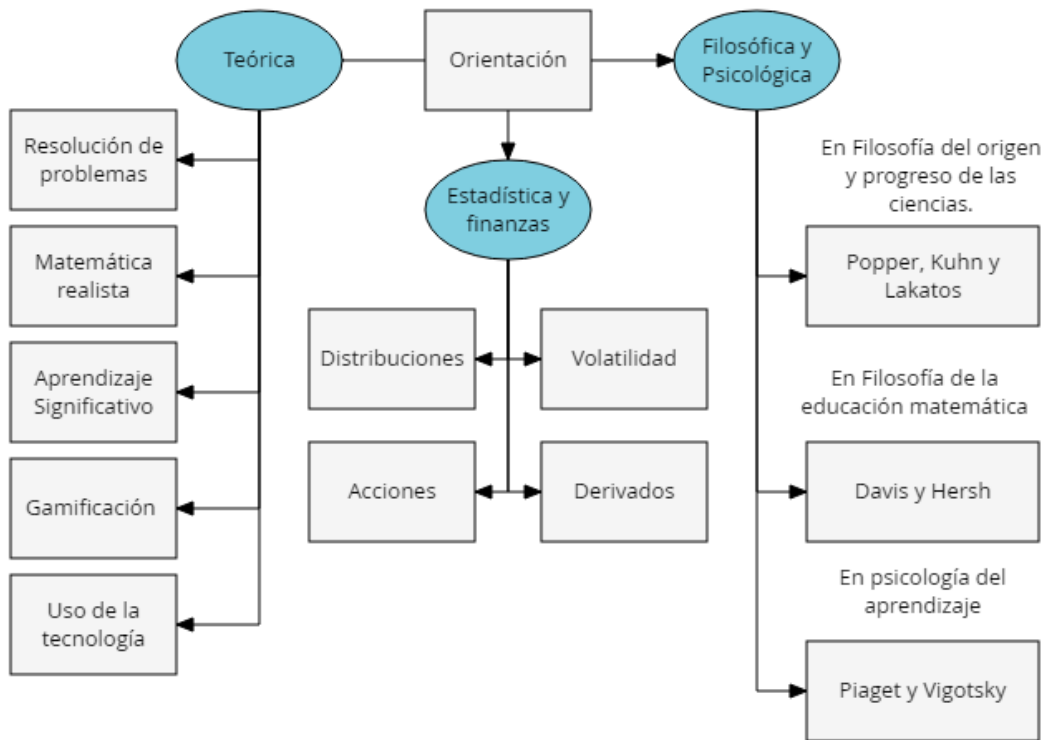 Teórica
Orientación
Filosófica y
Psicológica
Resolución de
problemas
Matemática
realista
Aprendizaje
Significativo
Gamificación
Uso de la
tecnología
Estadística y
finanzas
Distribuciones
Volatilidad
Acciones
Derivados
En Filosofía del origen
y progreso de las
ciencias.
Popper, Kuhn y
Lakatos
En Filosofía de la
educación matemática
Davis y Hersh
En psicología del
aprendizaje
Piaget y Vigotsky